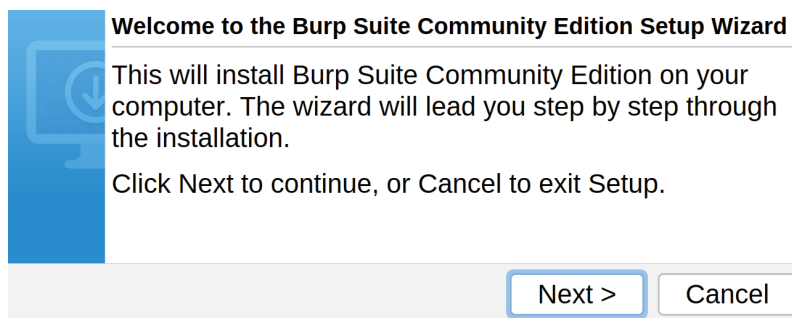 Welcome to the Burp Suite Community Edition Setup Wizard
This will install Burp Suite Community Edition on your
computer. The wizard will lead you step by step through
the installation.
Click Next to continue, or Cancel to exit Setup.
Next >
Cancel